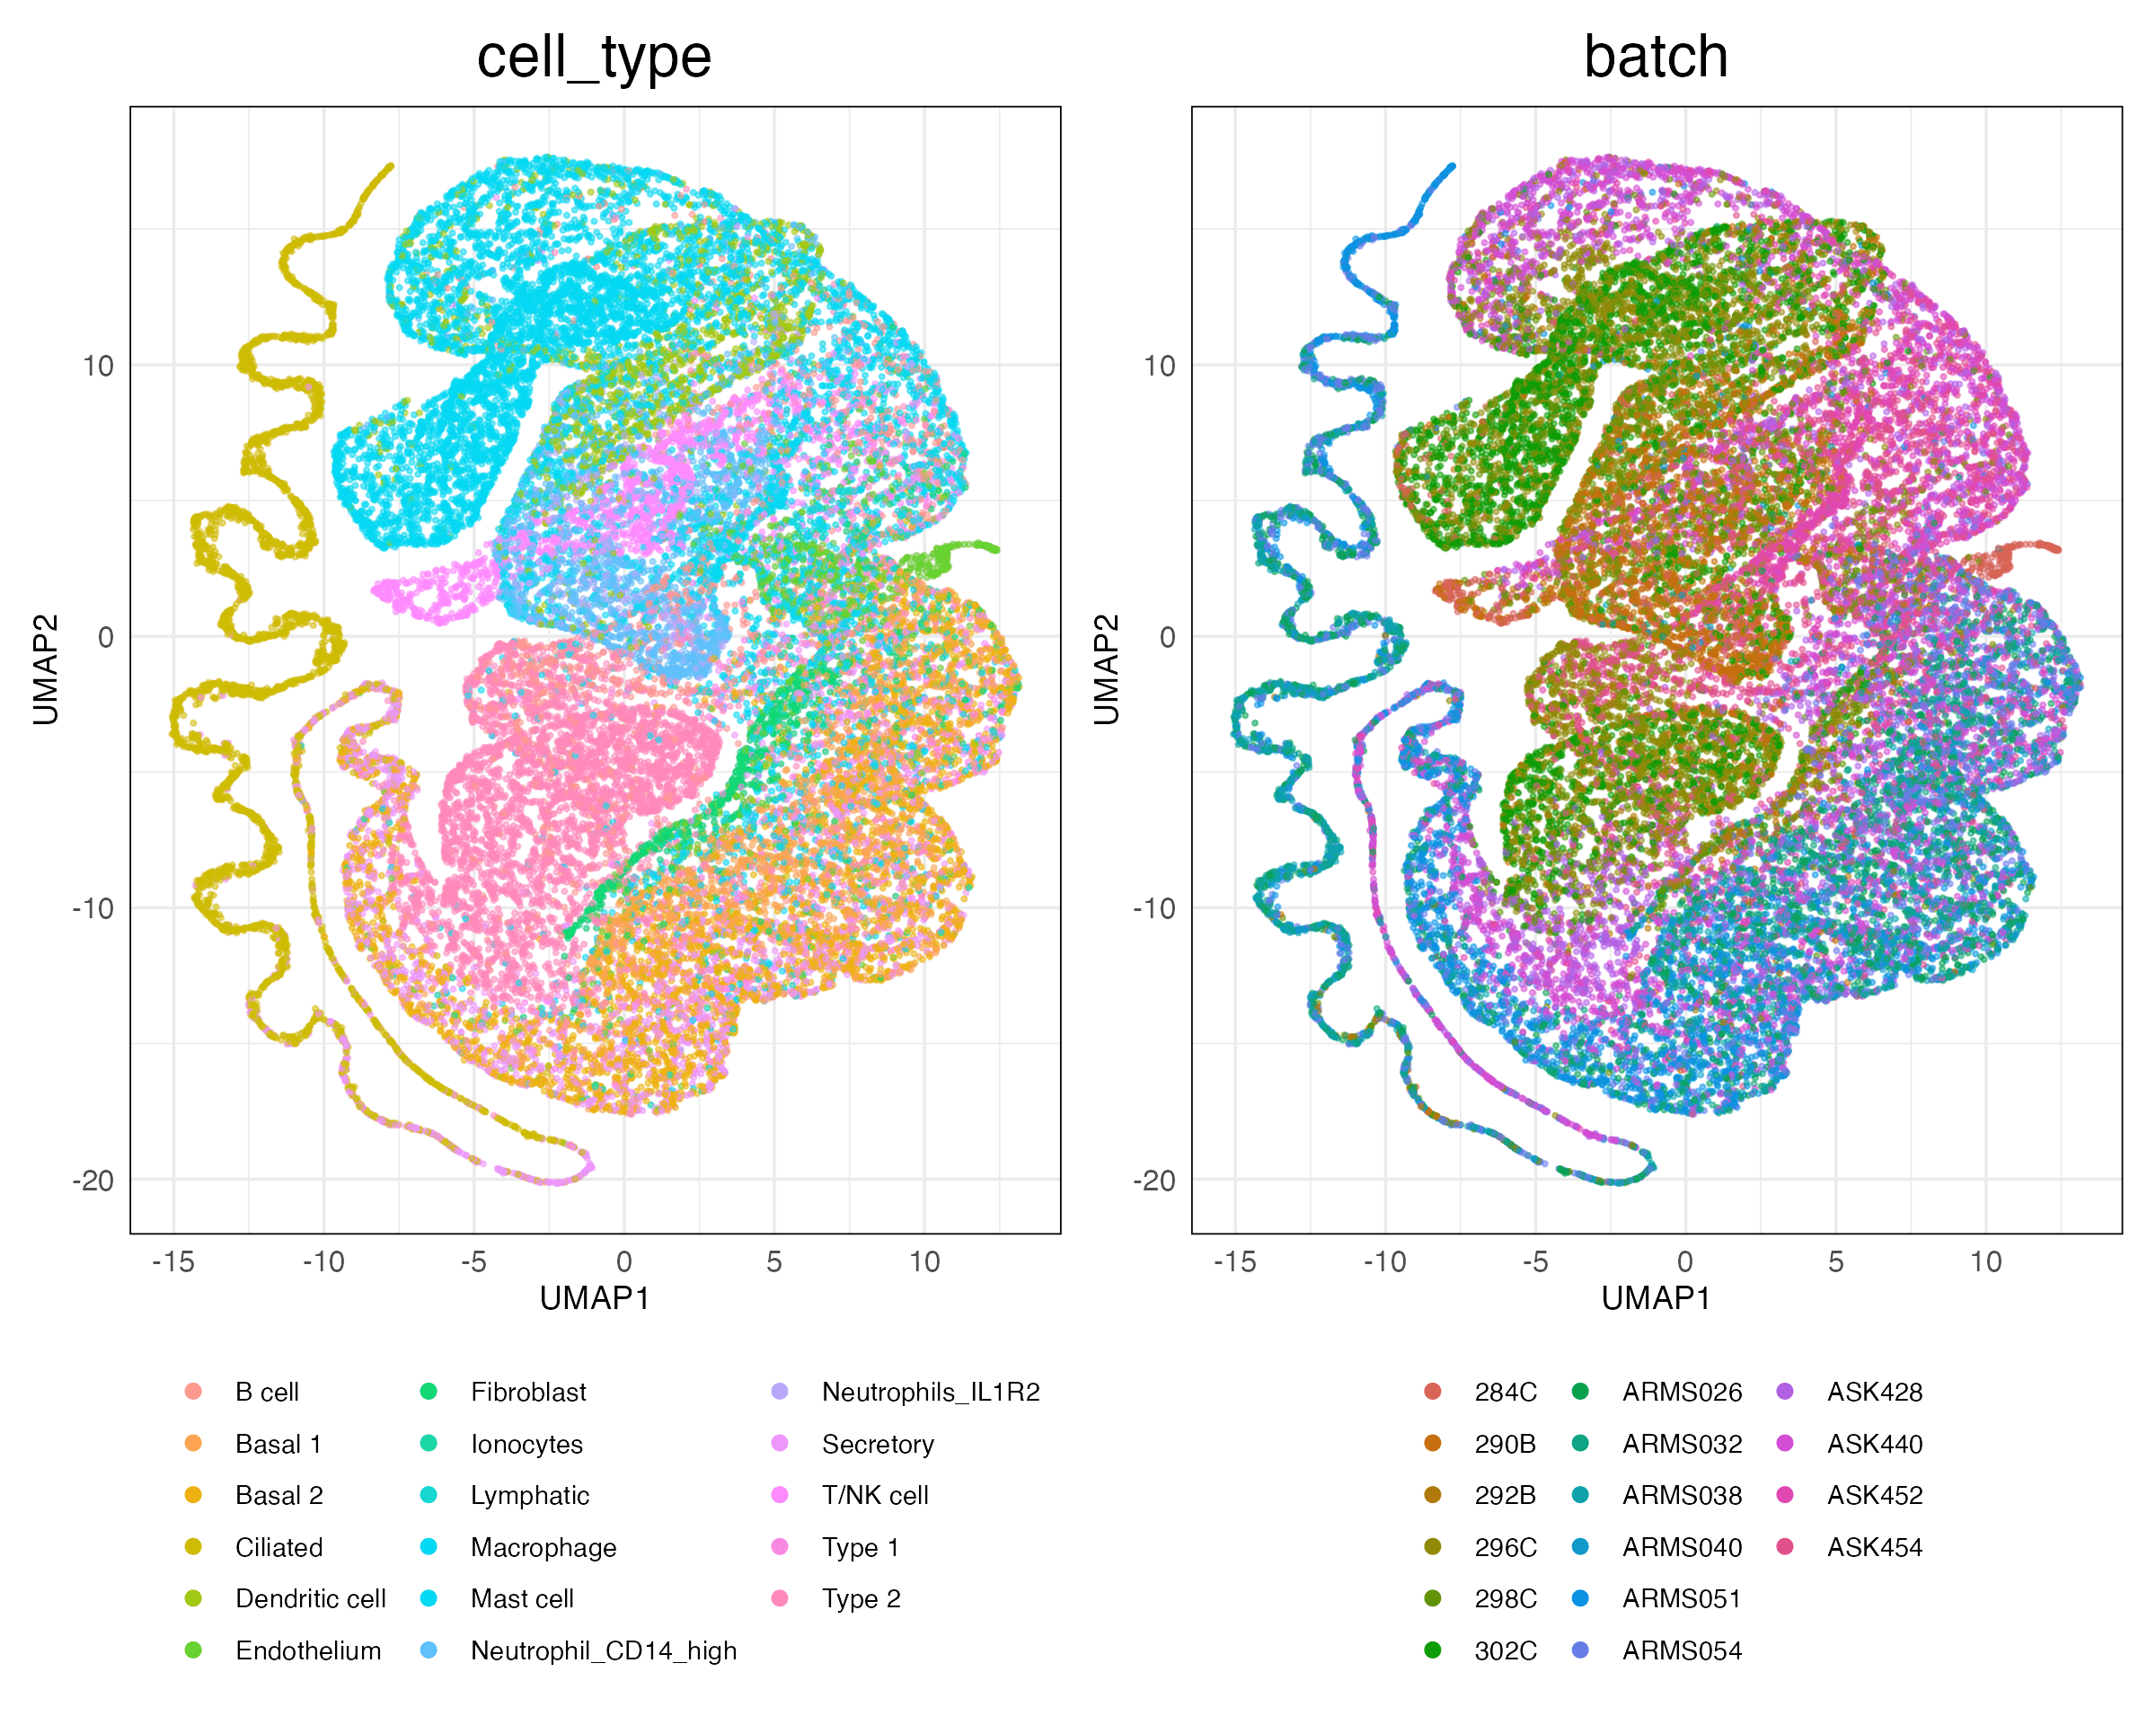 cell_type
batch
10
0
-10
-20
UMAP2
-15 -10 -5 0 5 10
UMAP1
10
0
-10
-20
UMAP2
-15 -10 -5 0 5 10
UMAP1
B cell Fibroblast Neutrophils_IL1R2
Basal 1 Ionocytes Secretory
Basal 2 Lymphatic T/NK cell
Ciliated Macrophage Type 1
Dendritic cell Mast cell Type 2
Endothelium Neutrophil_CD14_high
284C ARMS026 ASK428
290B ARMS032 ASK440
292B ARMS038 ASK452
296C ARMS040 ASK454
298C ARMS051
302C ARMS054